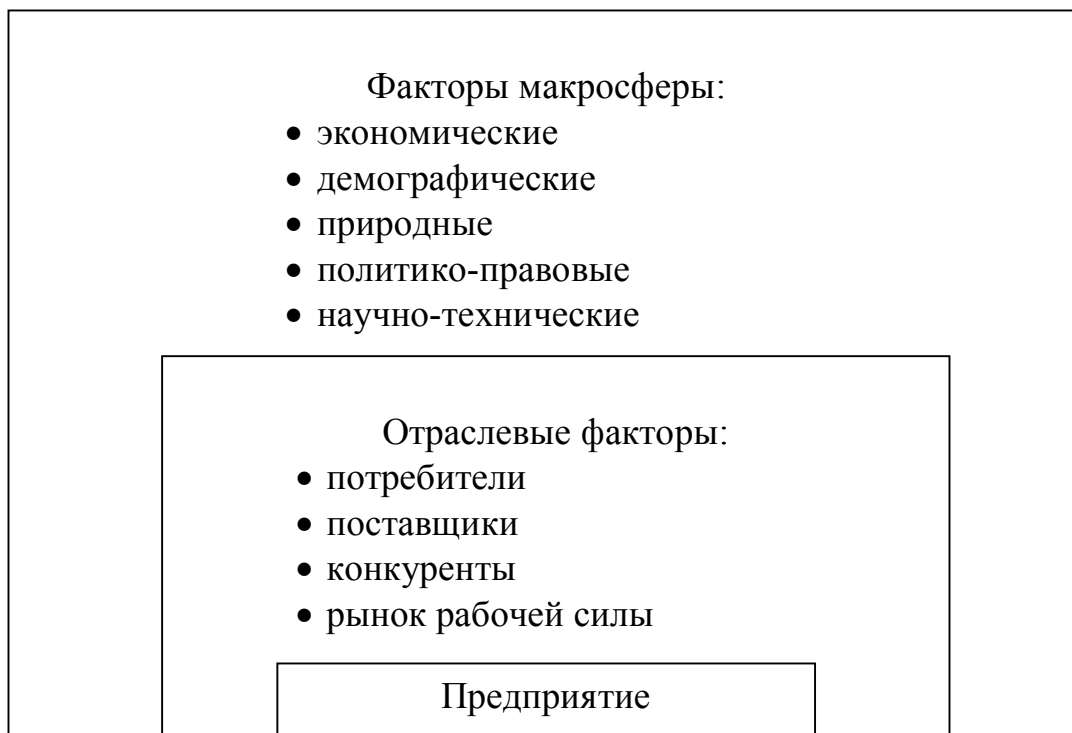 Факторы макросферы:
• экономические
• демографические
• природные
• политико-правовые
• научно-технические
Отраслевые факторы:
• потребители
• поставщики
• конкуренты
• рынок рабочей силы
Предприятие